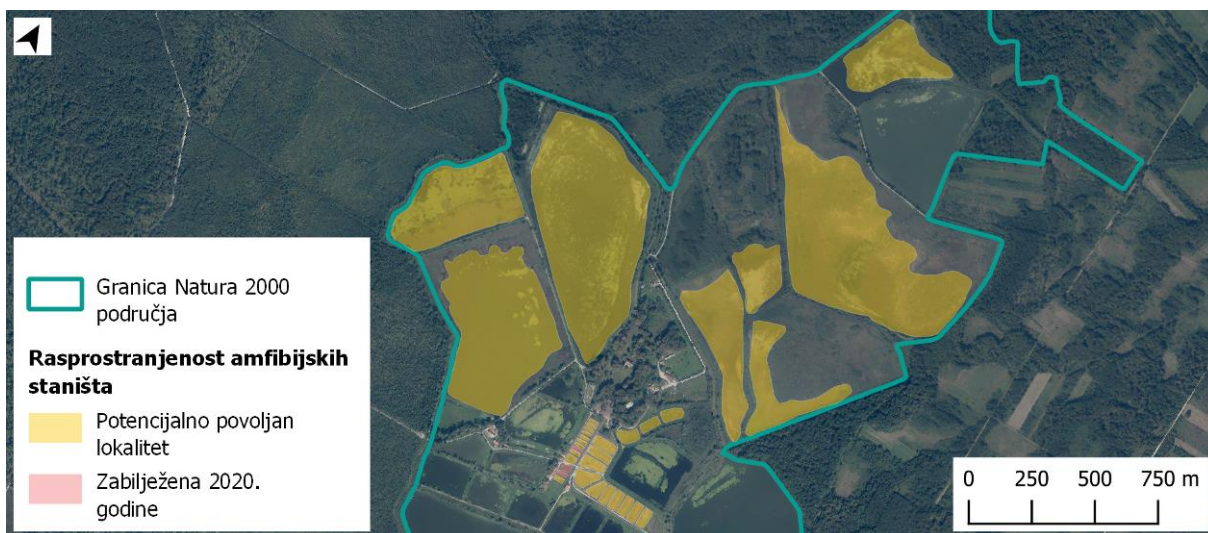 Granica Natura 2000
područja
Rasprostranjenost amfibijskih
staništa
Potencijalno povoljan
lokalitet
Zabilježena 2020.
godine
0 250 500 750 m